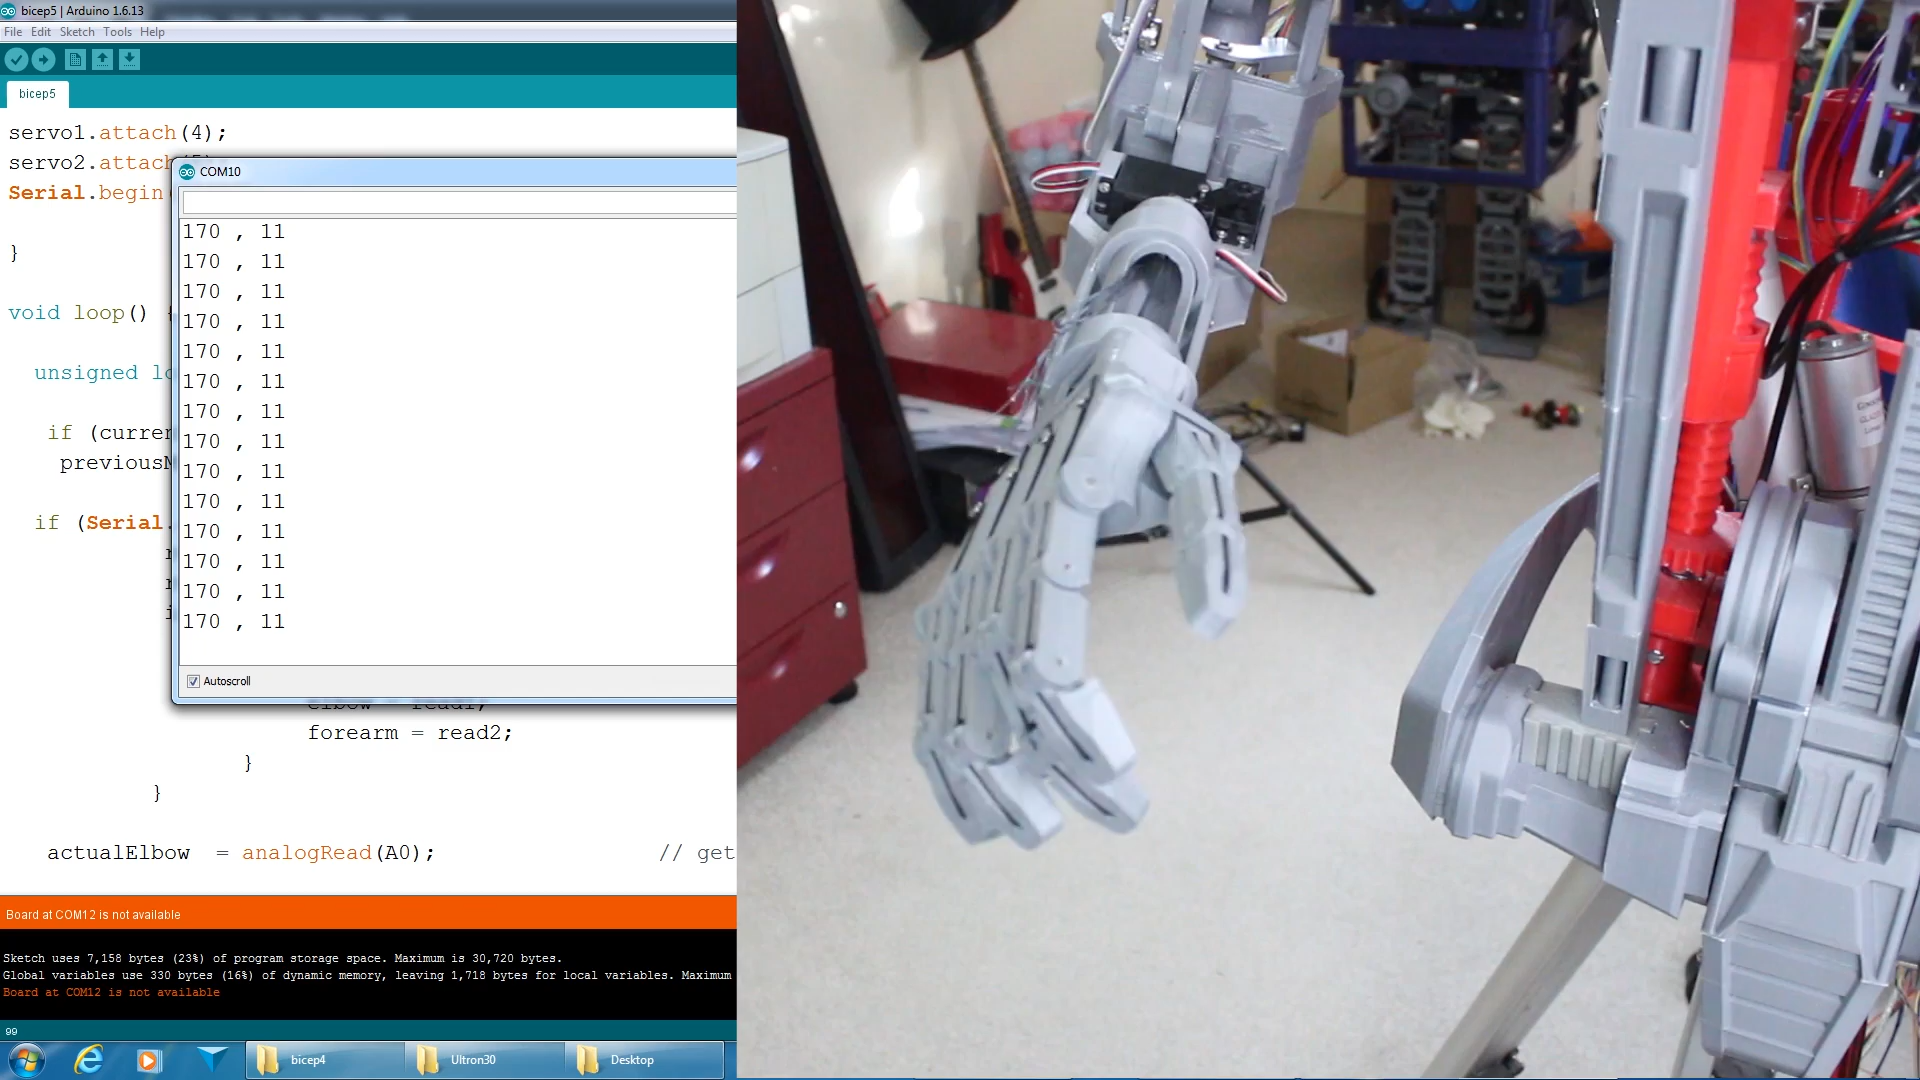 bicep5 | Arduino 1.6.13
File Edit Sketch Tools Help
bicep5
servo1.attach(4);
servo2.attach
Serial.begin
}
void loop()
unsigned
if (curren
previousM
if (Serial.
COM10
170 , 11
170 , 11
170 , 11
170 , 11
170 , 11
170 , 11
170 , 11
170 , 11
170 , 11
170 , 11
170 , 11
170 , 11
170 , 11
170 , 11
Autoscroll
forearm = read2;
}
}
actualElbow = analogRead(A0); // get
Board at COM12 is not available
Sketch uses 7,158 bytes (23%) of program storage space. Maximum is 30,720 bytes.
Global variables use 330 bytes (16%) of dynamic memory, leaving 1,718 bytes for local variables. Maximum
Board at COM12 is not available
99
bicep4
Ultron30
Desktop